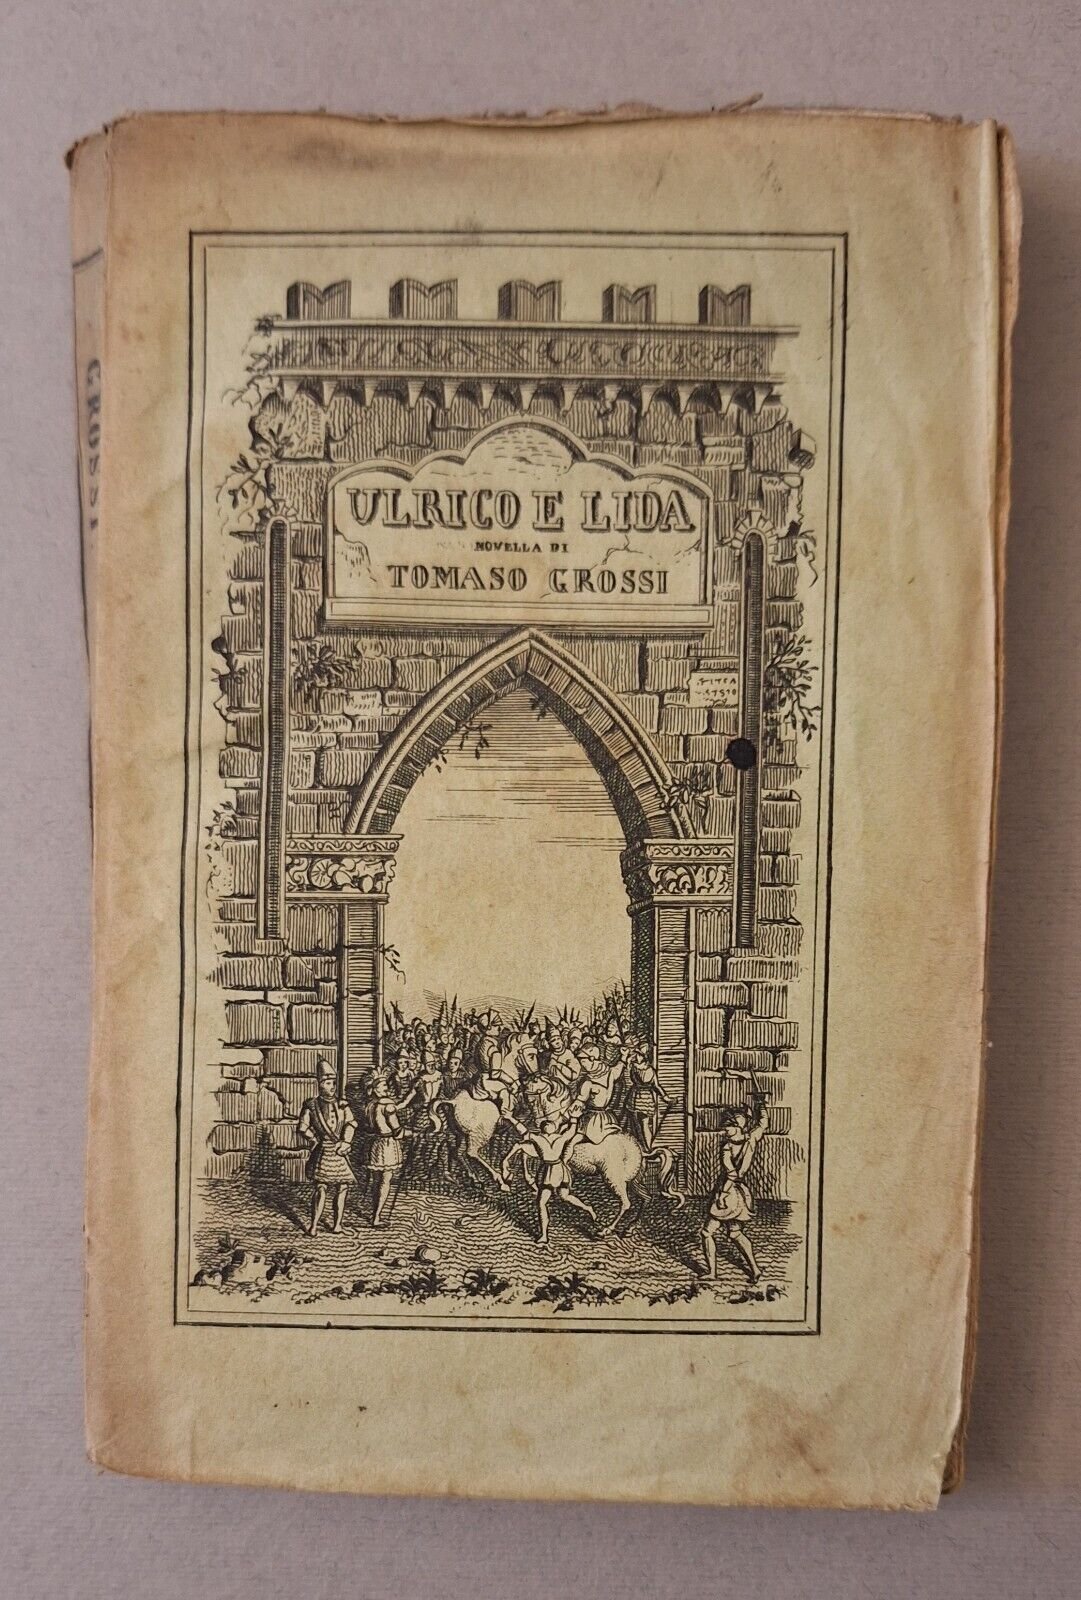 ULRICO E LIDA
NOVELLA DI
TOMASO GROSSI
GROSSI